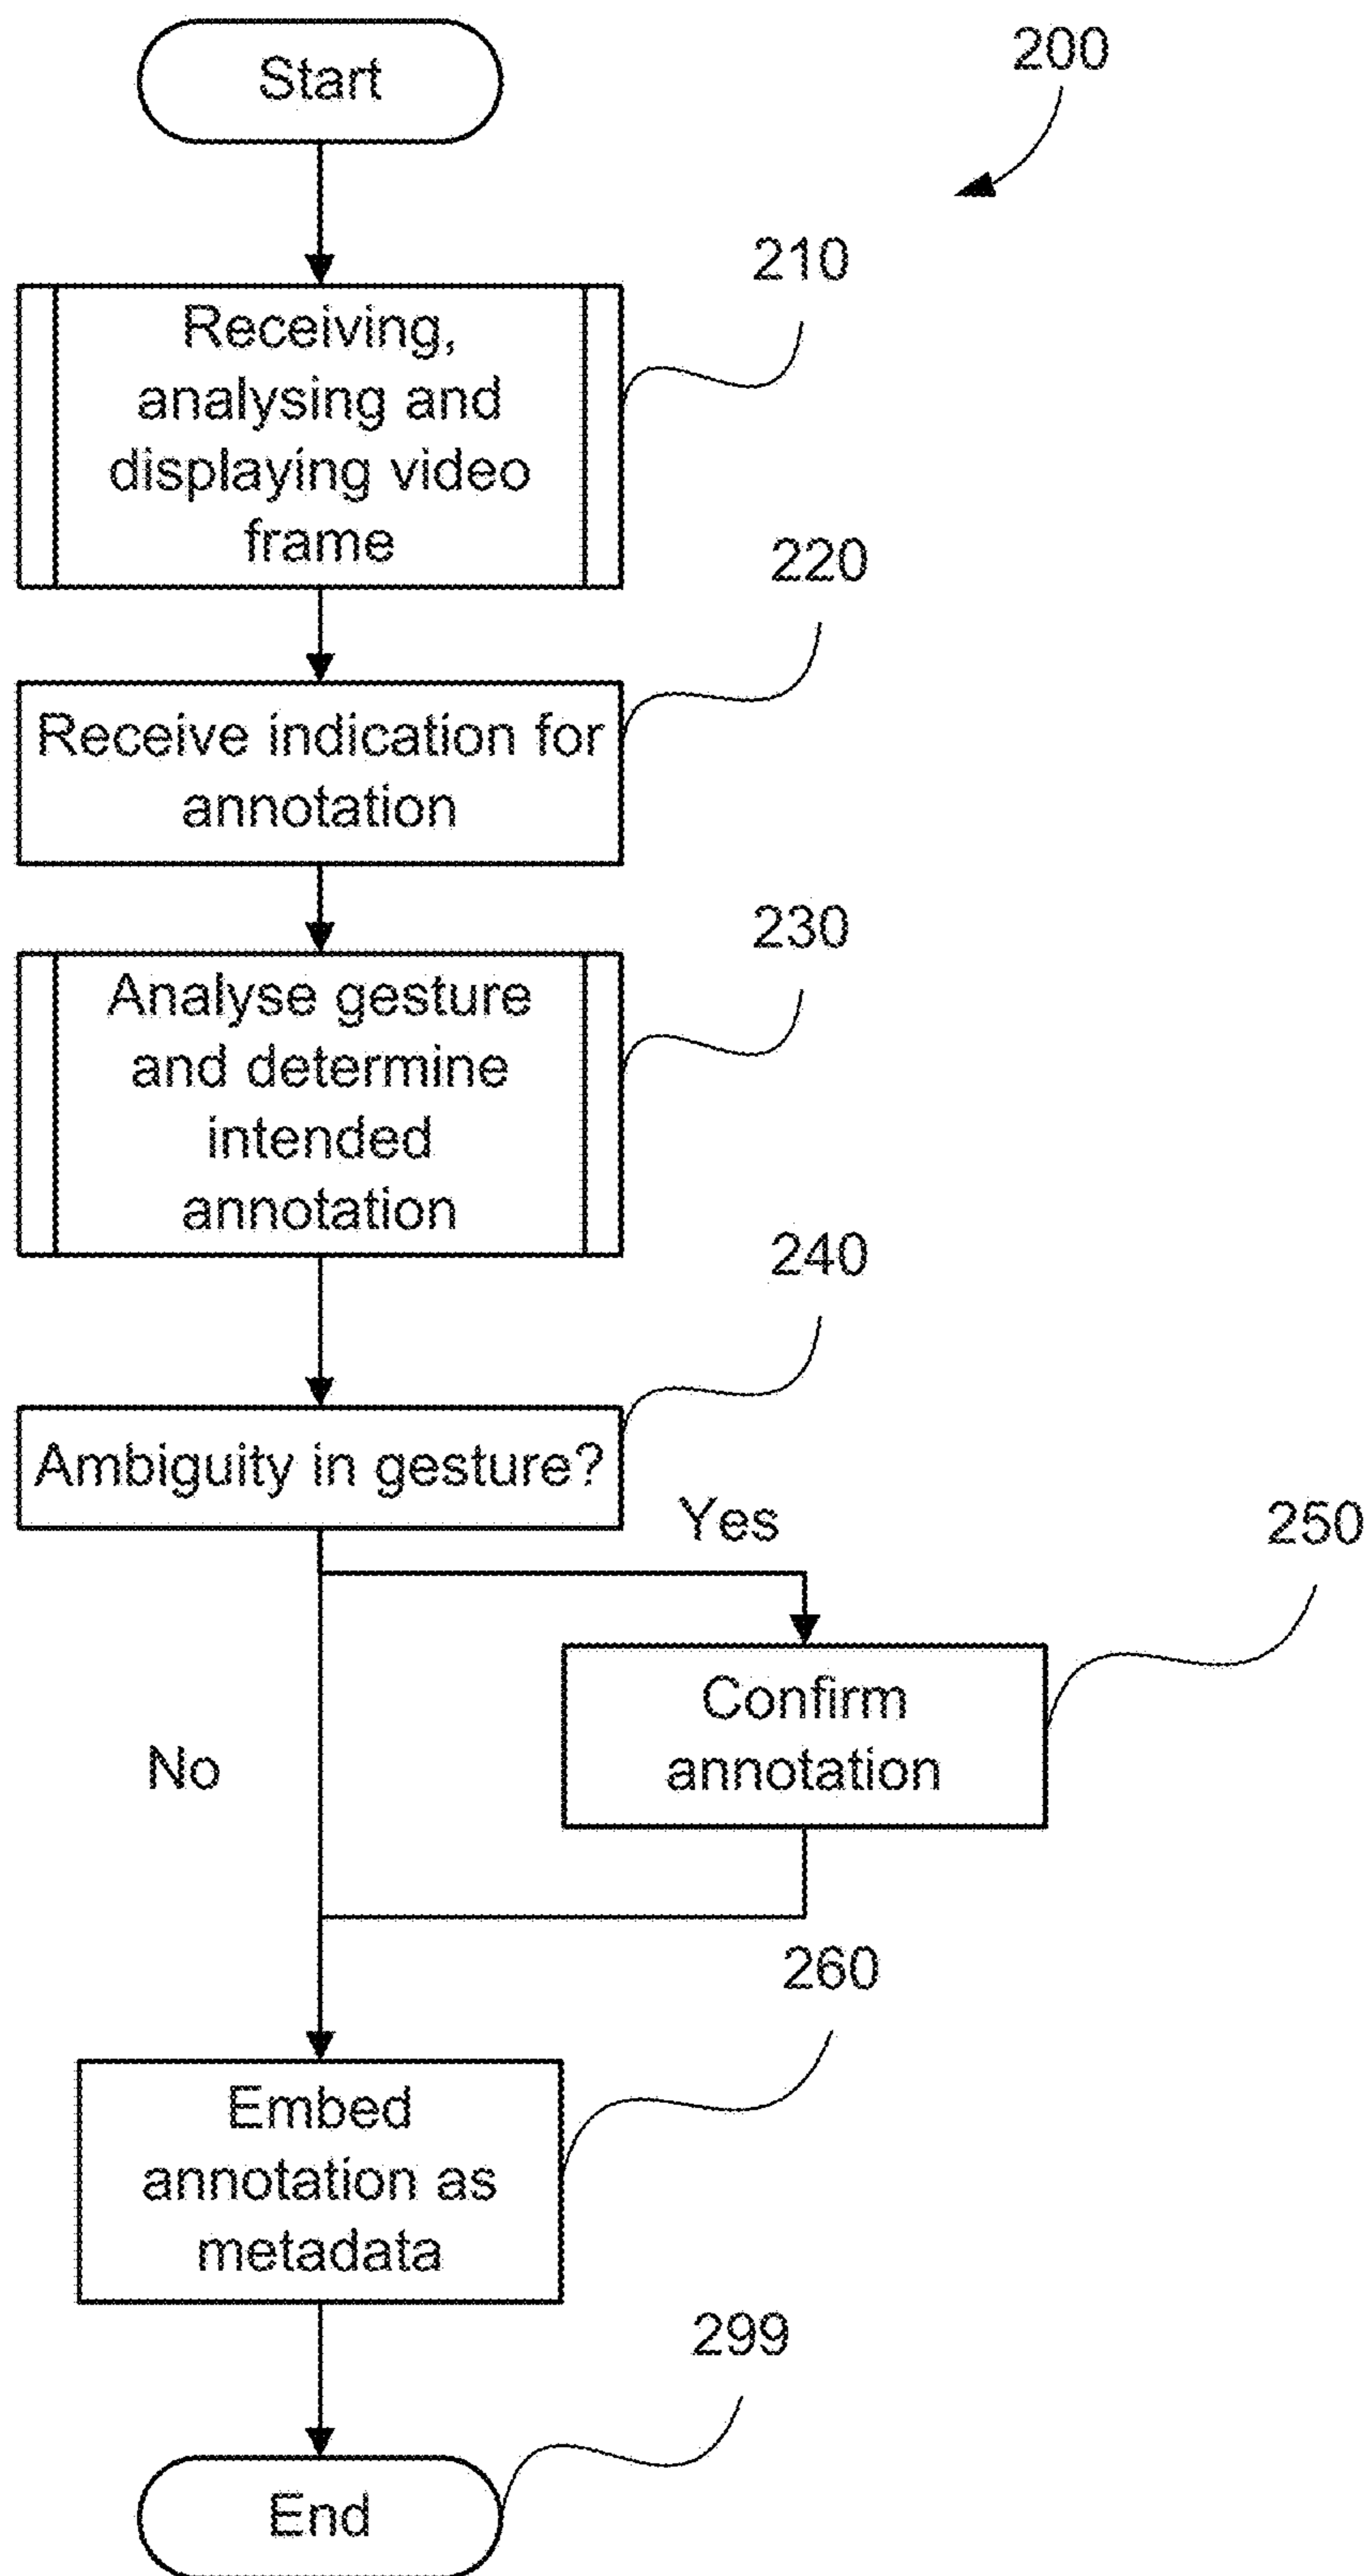 Start
200
210
Receiving,
analysing and
displaying video
frame
220
Receive indication for
annotation
230
Analyse gesture
and determine
intended
annotation
240
Ambiguity in gesture?
Yes
250
Confirm
annotation
No
260
Embed
annotation as
metadata
299
End